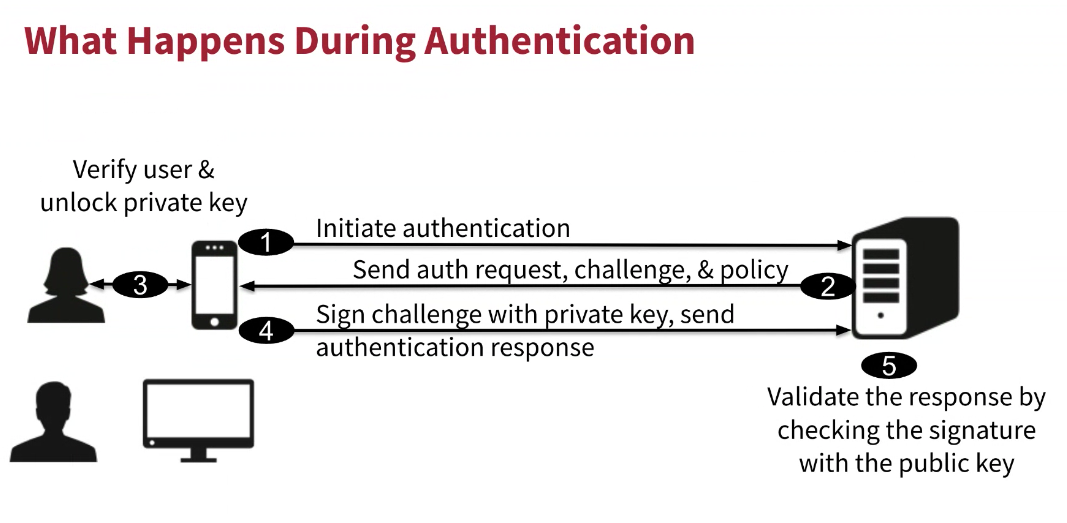 What Happens During Authentication
Verify user &
unlock private key
1
Initiate authentication
Send auth request, challenge, & policy
2
3
4
Sign challenge with private key, send
authentication response
5
Validate the response by
checking the signature
with the public key